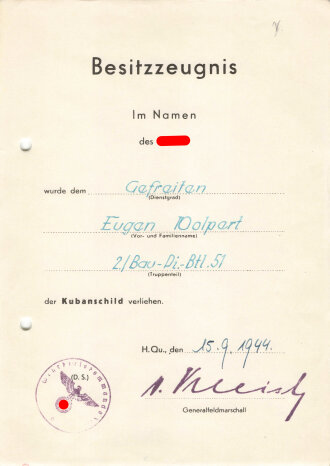 Besitzzeugnis
Im Namen
des
wurde dem Gefreiten
(Dienstgrad)
Eugen Wolpert
(Vor- und Familienname)
2/Bau-Pi.-Btl. 51
(Truppenteil)
der Kubanschild verliehen.
H.Qu., den 15.9.1944.
(D. S.)
Generalfeldmarschall